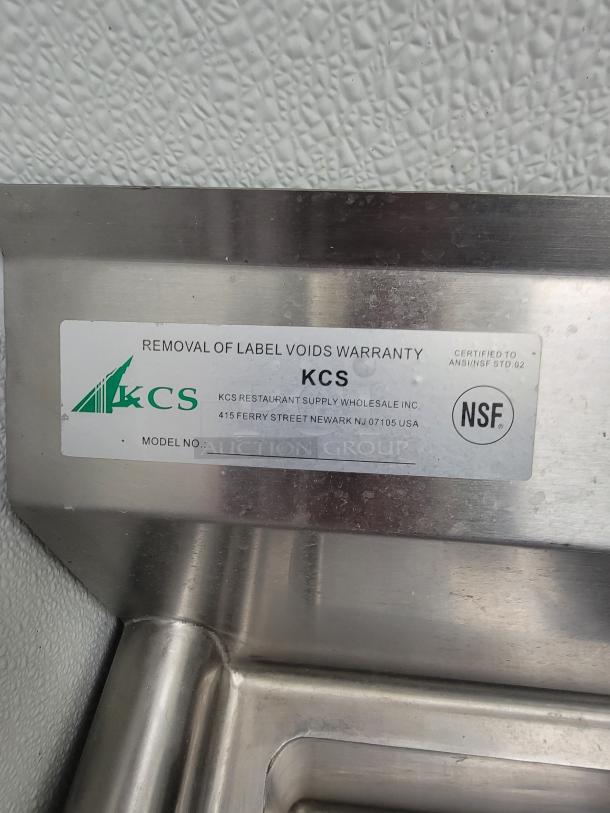 REMOVAL OF LABEL VOIDS WARRANTY
CERTIFIED TO
ANSI/NSF STD.02
KCS
KCS
KCS RESTAURANT SUPPLY WHOLESALE INC
415 FERRY STREET NEWARK NJ 07105 USA
NSF®
MODEL NO.:
AUCTION GROUP